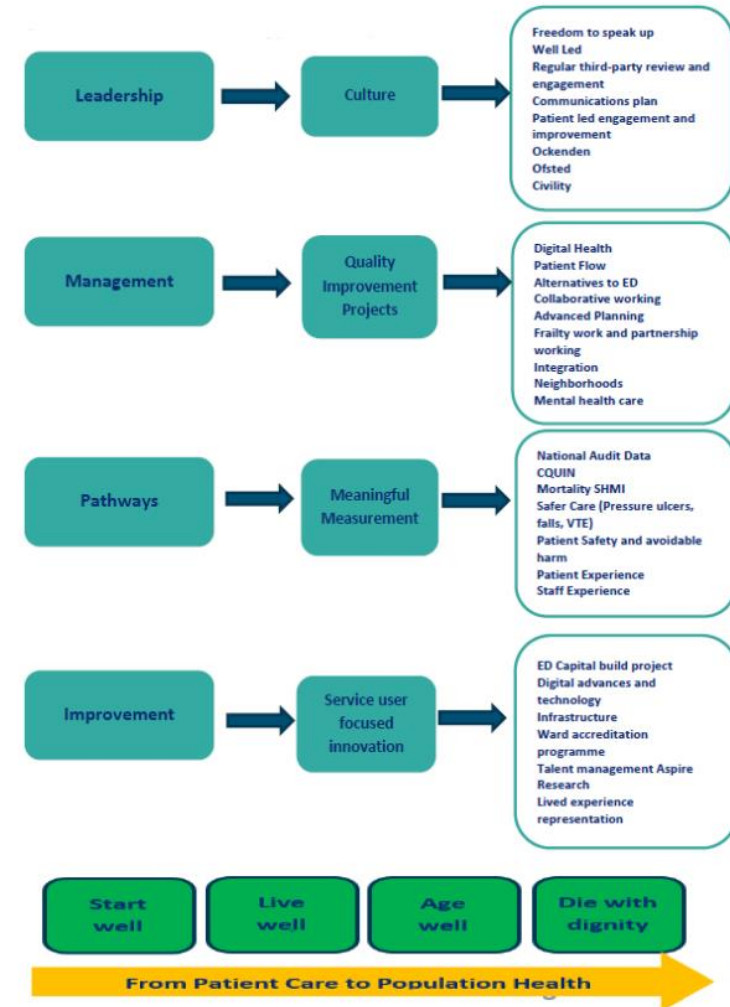 Leadership
Culture
Freedom to speak up
Well Led
Regular third-party review and
engagement
Communications plan
Patient led engagement and
improvement
Ockenden
Ofsted
Civility
Management
Quality
Improvement
Projects
Digital Health
Patient Flow
Alternatives to ED
Collaborative working
Advanced Planning
Frailty work and partnership
working
Integration
Neighborhoods
Mental health care
Pathways
Meaningful
Measurement
National Audit Data
CQUIN
Mortality SHMI
Safer Care (Pressure ulcers,
falls, VTE)
Patient Safety and avoidable
harm
Patient Experience
Staff Experience
Improvement
Service user
focused
innovation
ED Capital build project
Digital advances and
technology
Infrastructure
Ward accreditation
programme
Talent management Aspire
Research
Lived experience
representation
Start
well
Live
well
Age
well
Die with
dignity
From Patient Care to Population Health